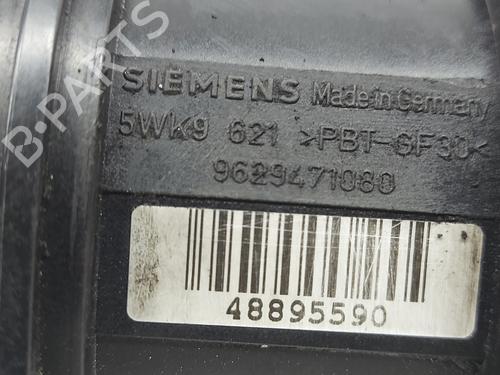 B-PARTS
SIEMENS Made in Germany
5WK9 621 >PBT-GF30<
9629471080
48895590